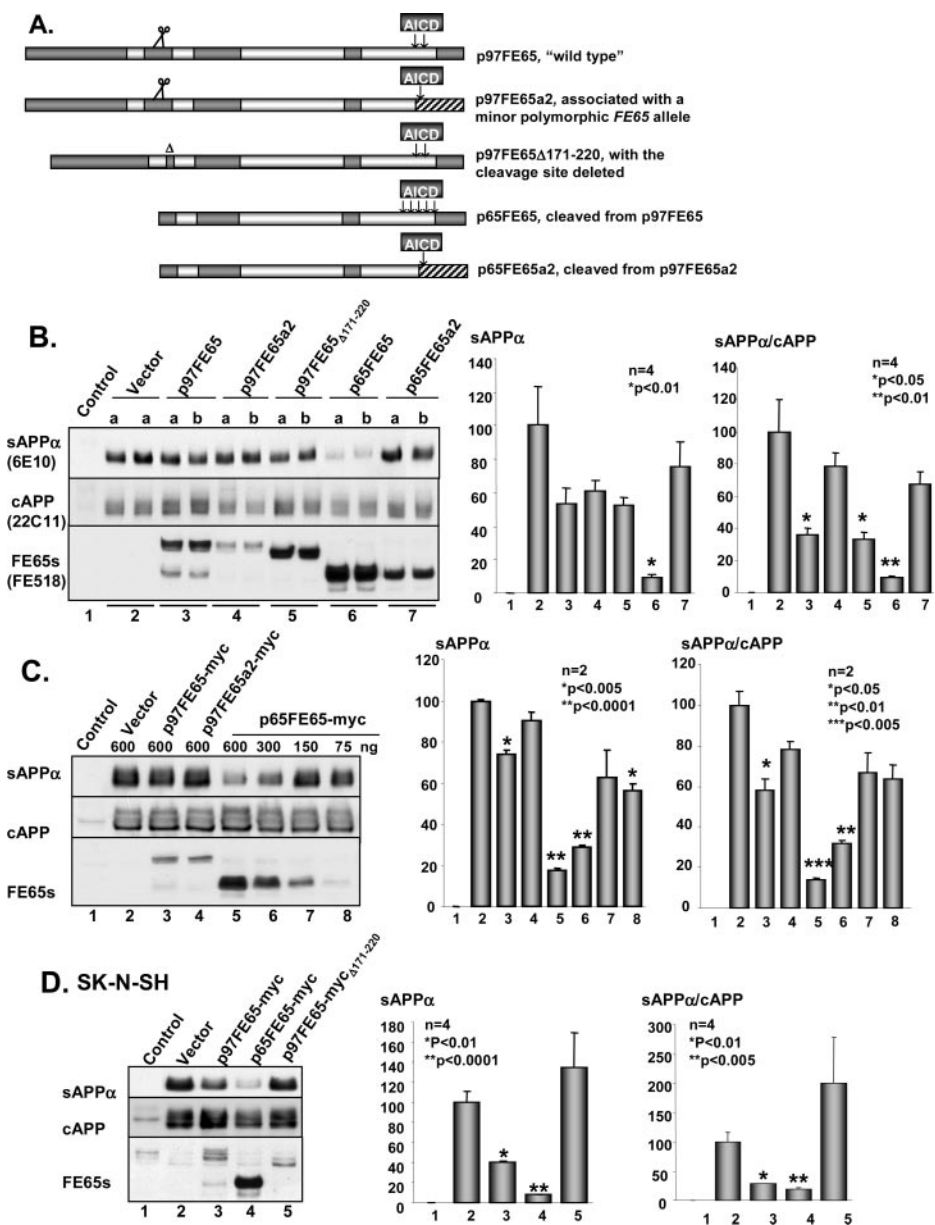 A.
AICD
p97FE65, “wild type”
AICD
p97FE65a2, associated with a
minor polymorphic FE65 allele
Δ
AICD
p97FE65Δ171-220, with the
cleavage site deleted
AICD
p65FE65, cleaved from p97FE65
AICD
p65FE65a2, cleaved from p97FE65a2
B.
Control
Vector
p97FE65
p97FE65a2
p97FE65Δ171-220
p65FE65
p65FE65a2
a a a b a b a b a b a b
sAPPα
(6E10)
cAPP
(22C11)
FE65s
(FE518)
1 2 3 4 5 6 7
sAPPα
140
120
100
80
60
40
20
0
n=4
*p<0.01
*
1 2 3 4 5 6 7
sAPPα/cAPP
140
120
100
80
60
40
20
0
n=4
*p<0.05
**p<0.01
* * **
1 2 3 4 5 6 7
C.
Control
Vector
p97FE65-myc
p97FE65a2-myc
p65FE65-myc
600 600 600 600 300 150 75 ng
sAPPα
cAPP
FE65s
1 2 3 4 5 6 7 8
sAPPα
120
100
80
60
40
20
0
n=2
*p<0.005
**p<0.0001
* ** ** *
1 2 3 4 5 6 7 8
sAPPα/cAPP
120
100
80
60
40
20
0
n=2
*p<0.05
**p<0.01
***p<0.005
* *** **
1 2 3 4 5 6 7 8
D. SK-N-SH
Control
Vector
p97FE65-myc
p65FE65-myc
p97FE65-mycΔ171-220
sAPPα
cAPP
FE65s
1 2 3 4 5
sAPPα
180
160
140
120
100
80
60
40
20
0
n=4
*P<0.01
**p<0.0001
* **
1 2 3 4 5
sAPPα/cAPP
300
250
200
150
100
50
0
n=4
*P<0.01
**p<0.005
* **
1 2 3 4 5